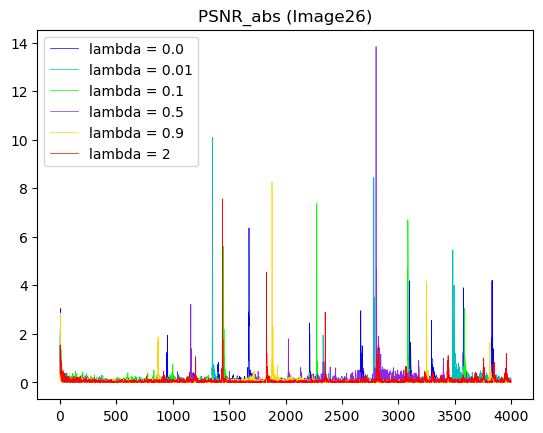 PSNR_abs (Image26)
14
12
10
8
6
4
2
0
lambda = 0.0
lambda = 0.01
lambda = 0.1
lambda = 0.5
lambda = 0.9
lambda = 2
0 500 1000 1500 2000 2500 3000 3500 4000